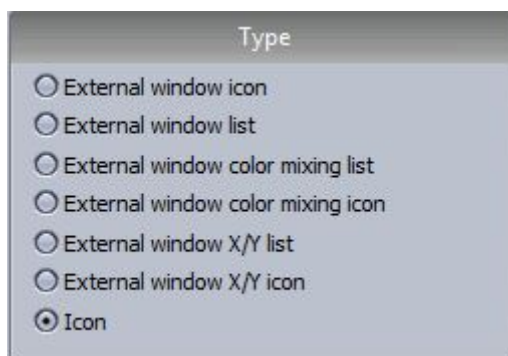 Type
External window icon
External window list
External window color mixing list
External window color mixing icon
External window X/Y list
External window X/Y icon
Icon